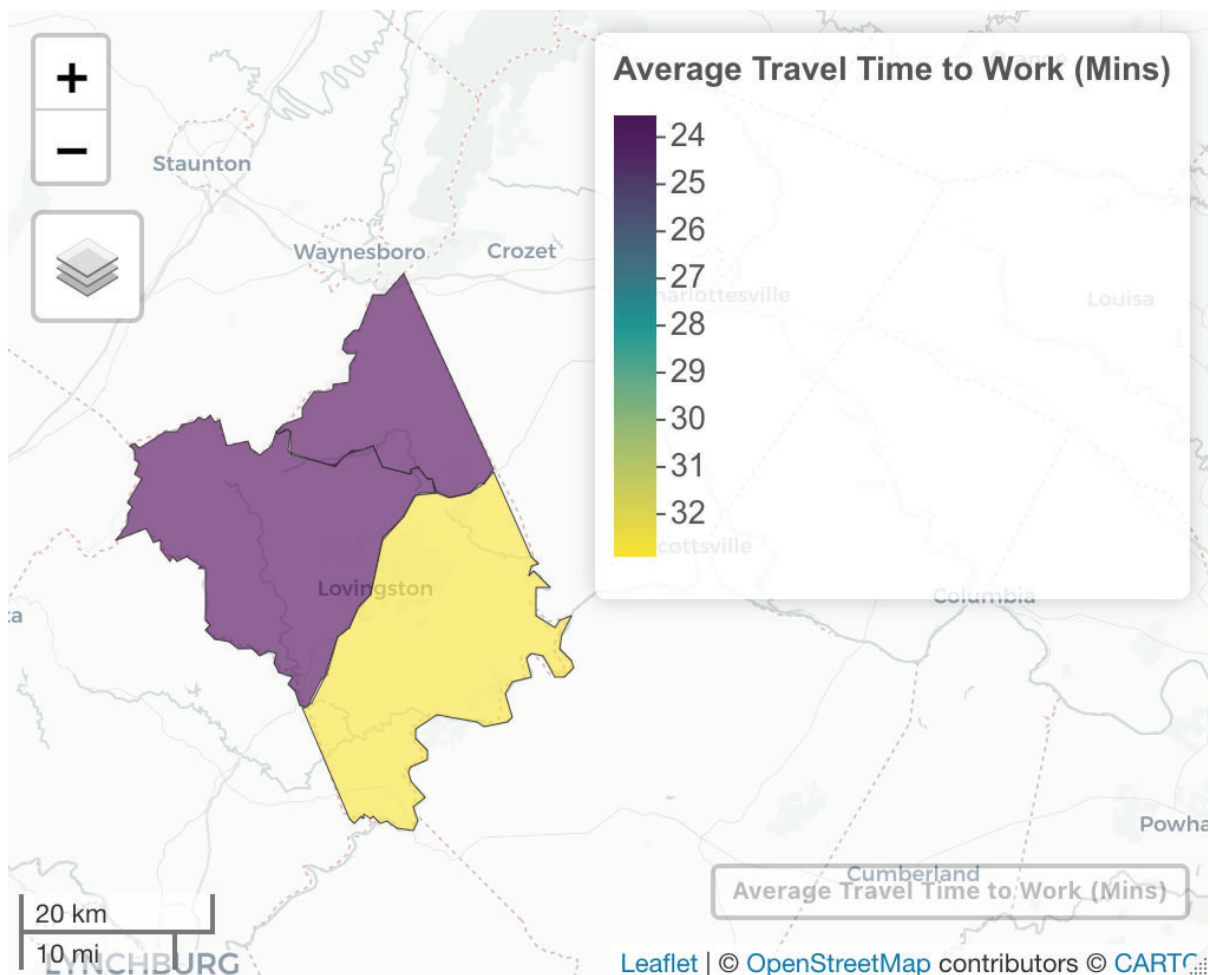 +
−
Average Travel Time to Work (Mins)
24
25
26
27
28
29
30
31
32
Staunton
Waynesboro
Crozet
Louisa
Lovingston
Columbia
Powha
Cumberland
Average Travel Time to Work (Mins)
20 km
10 mi
LYNCHBURG
Leaflet | © OpenStreetMap contributors © CARTO